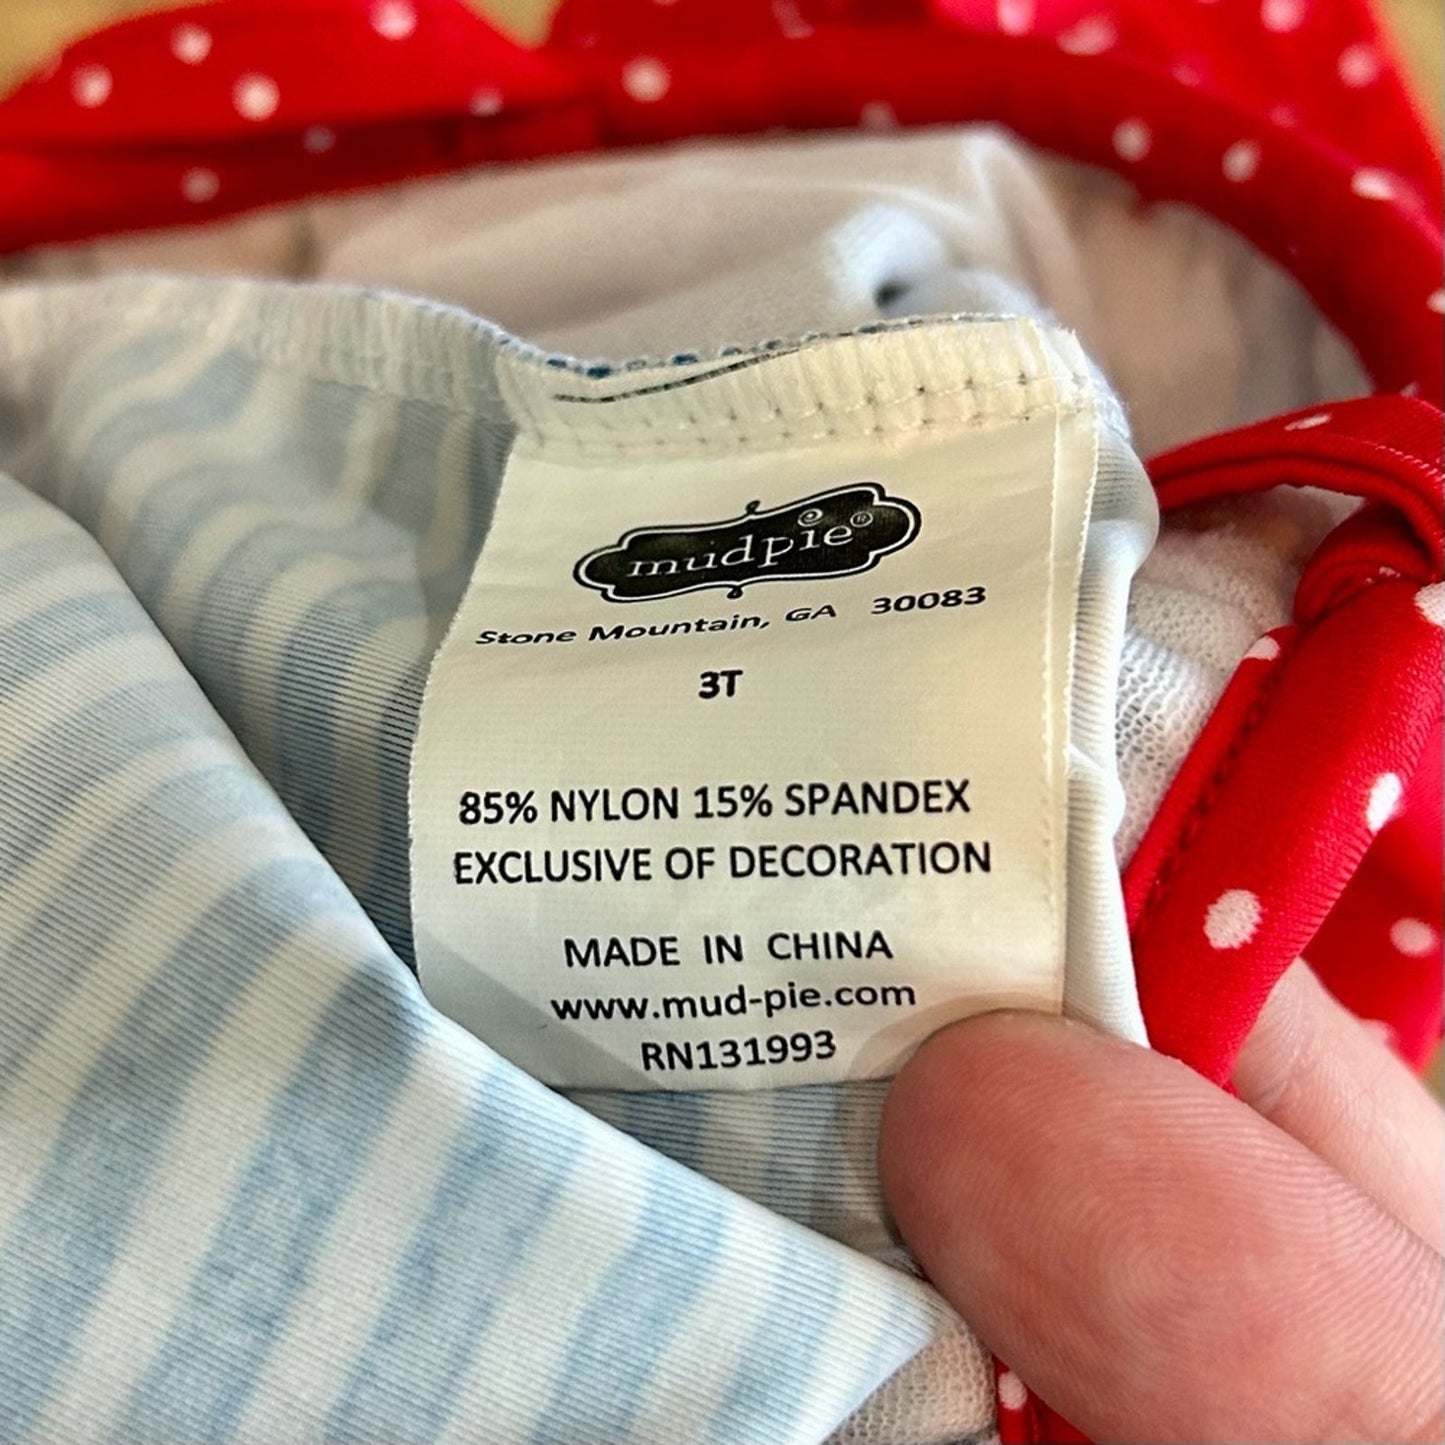 mudpie®
Stone Mountain, GA 30083
3T
85% NYLON 15% SPANDEX
EXCLUSIVE OF DECORATION
MADE IN CHINA
www.mud-pie.com
RN131993